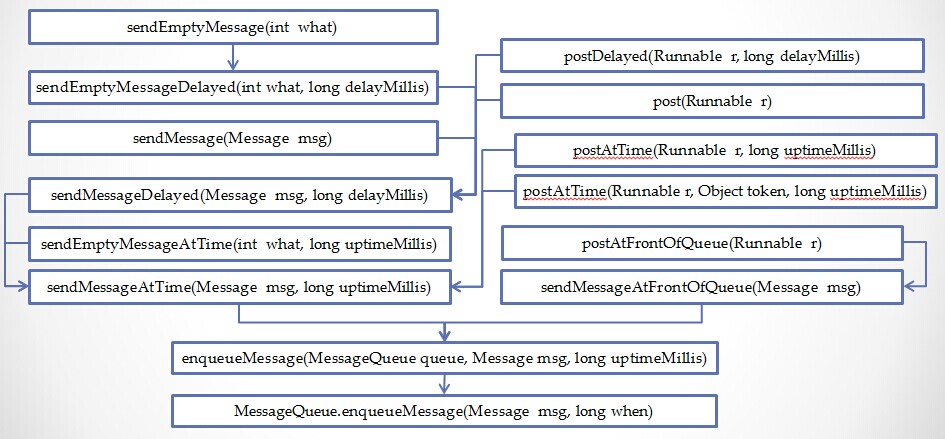 sendEmptyMessage(int what)
sendEmptyMessageDelayed(int what, long delayMillis)
sendMessage(Message msg)
sendMessageDelayed(Message msg, long delayMillis)
sendEmptyMessageAtTime(int what, long uptimeMillis)
sendMessageAtTime(Message msg, long uptimeMillis)
postDelayed(Runnable r, long delayMillis)
post(Runnable r)
postAtTime(Runnable r, long uptimeMillis)
postAtTime(Runnable r, Object token, long uptimeMillis)
postAtFrontOfQueue(Runnable r)
sendMessageAtFrontOfQueue(Message msg)
enqueueMessage(MessageQueue queue, Message msg, long uptimeMillis)
MessageQueue.enqueueMessage(Message msg, long when)